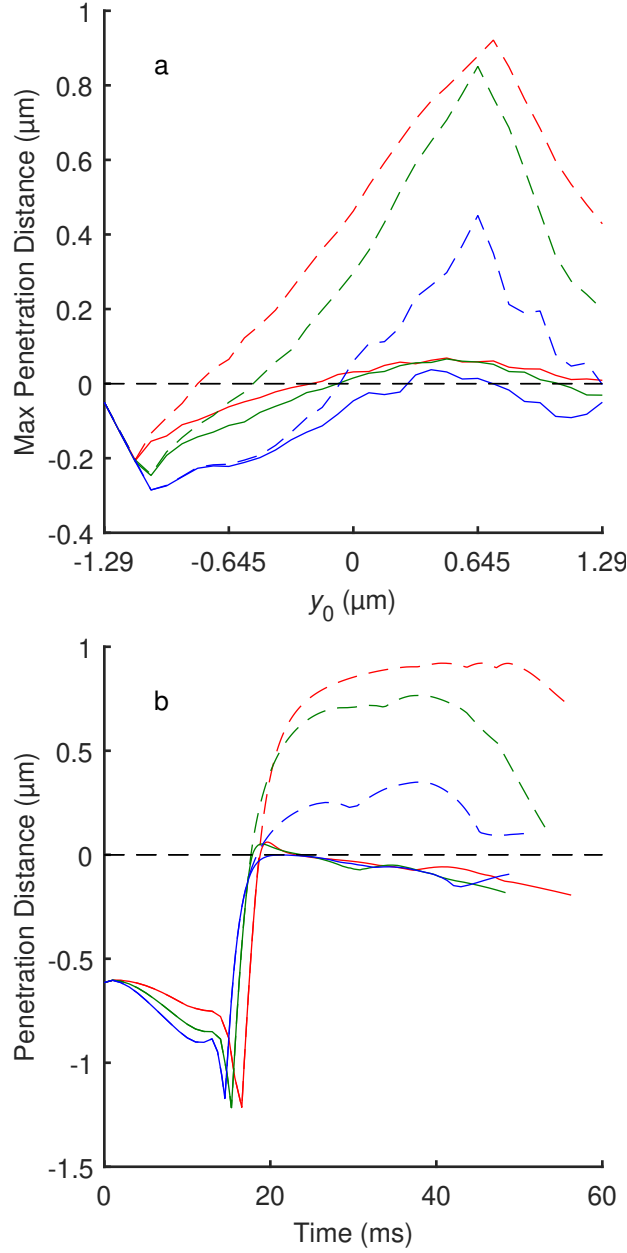 1
a
0.8
0.6
0.4
0.2
0
-0.2
-0.4
Max Penetration Distance (μm)
-1.29 -0.645 0 0.645 1.29
y0 (μm)
1
b
0.5
0
-0.5
-1
-1.5
Penetration Distance (μm)
0 20 40 60
Time (ms)